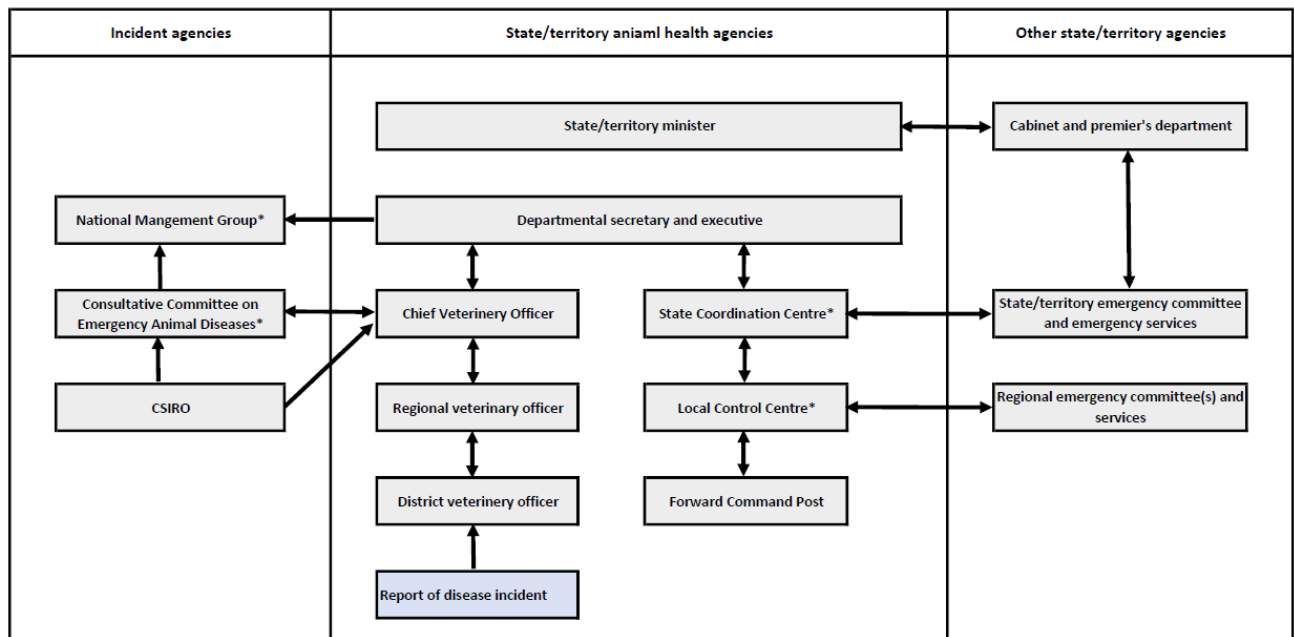 Incident agencies
State/territory aniaml health agencies
Other state/territory agencies
State/territory minister
Cabinet and premier's department
National Mangement Group*
Departmental secretary and executive
Consultative Committee on
Emergency Animal Diseases*
Chief Veterinery Officer
State Coordination Centre*
State/territory emergency committee
and emergency services
CSIRO
Regional veterinary officer
Local Control Centre*
Regional emergency committee(s) and
services
District veterinery officer
Forward Command Post
Report of disease incident